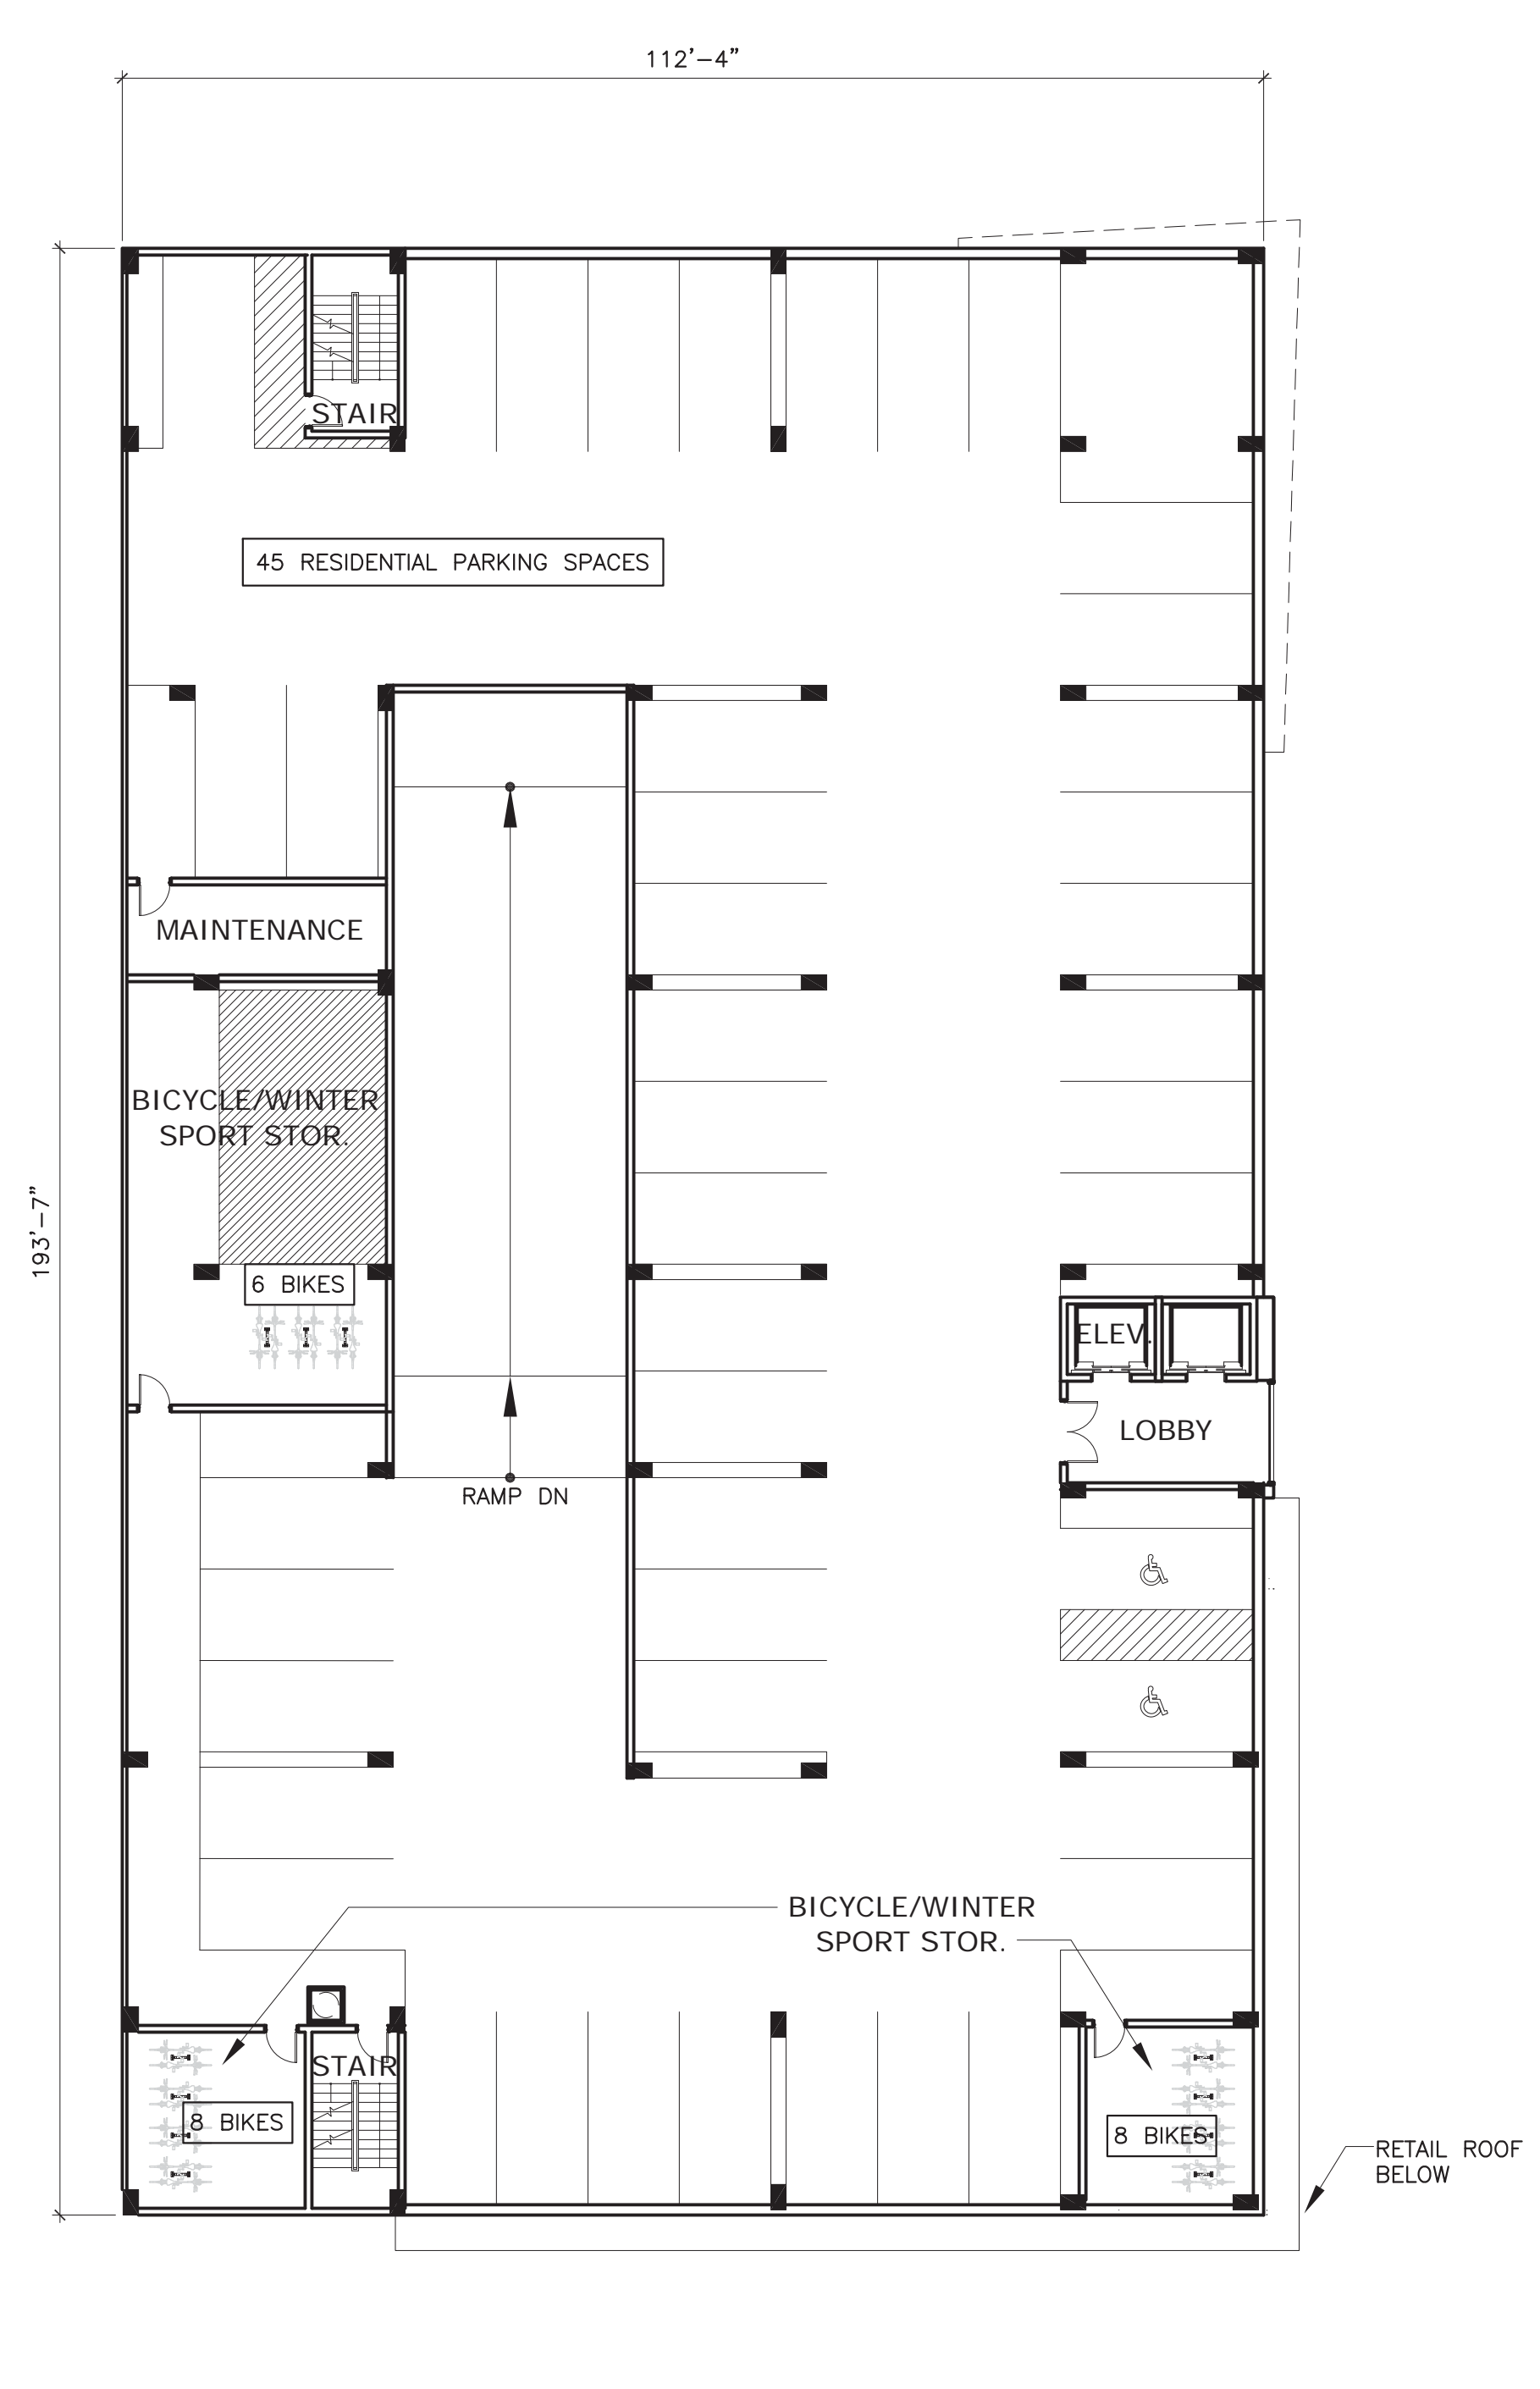 112'-4"
STAIR
45 RESIDENTIAL PARKING SPACES
MAINTENANCE
BICYCLE/WINTER
SPORT STOR.
193'-7"
6 BIKES
ELEV.
LOBBY
RAMP DN
BICYCLE/WINTER
SPORT STOR.
STAIR
8 BIKES
8 BIKES
RETAIL ROOF
BELOW